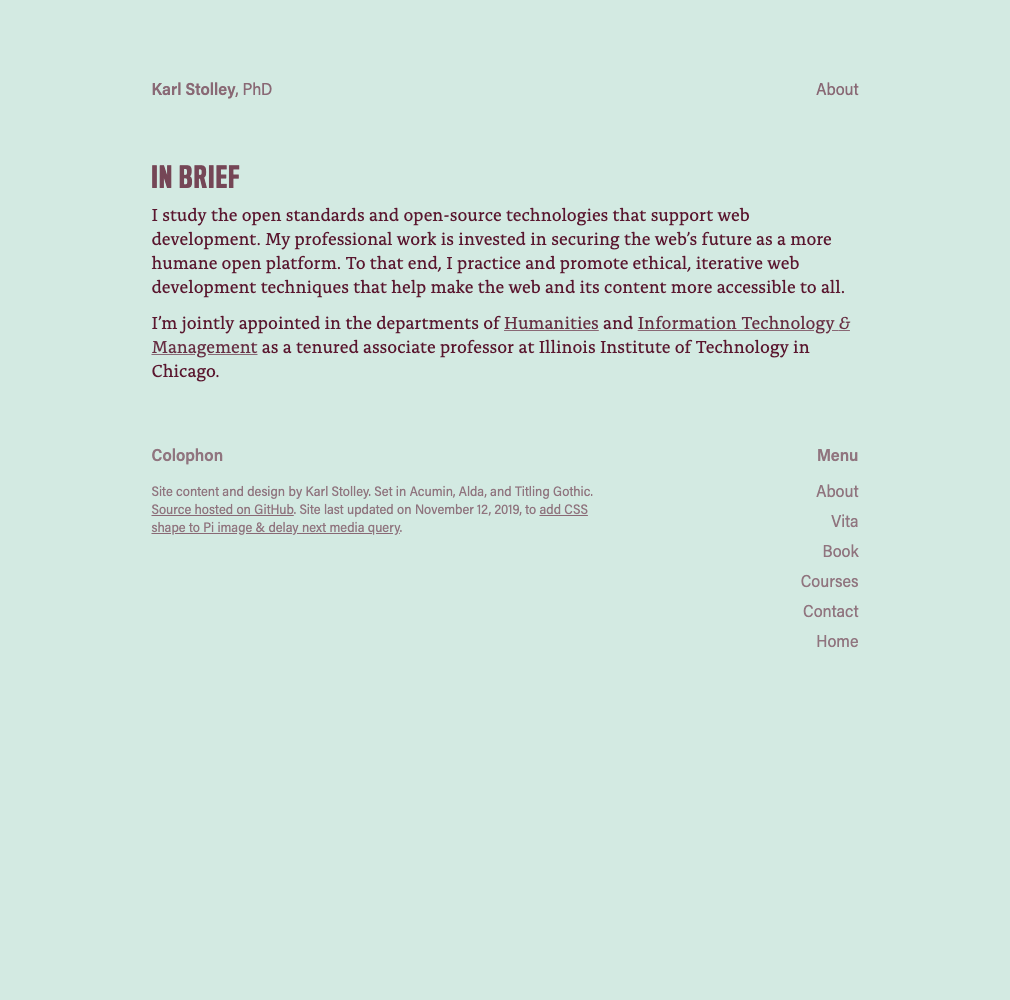 Karl Stolley, PhD
About
IN BRIEF
I study the open standards and open-source technologies that support web
development. My professional work is invested in securing the web’s future as a more
humane open platform. To that end, I practice and promote ethical, iterative web
development techniques that help make the web and its content more accessible to all.
I’m jointly appointed in the departments of Humanities and Information Technology &
Management as a tenured associate professor at Illinois Institute of Technology in
Chicago.
Colophon
Site content and design by Karl Stolley. Set in Acumin, Alda, and Titling Gothic.
Source hosted on GitHub. Site last updated on November 12, 2019, to add CSS
shape to Pi image & delay next media query.
Menu
About
Vita
Book
Courses
Contact
Home